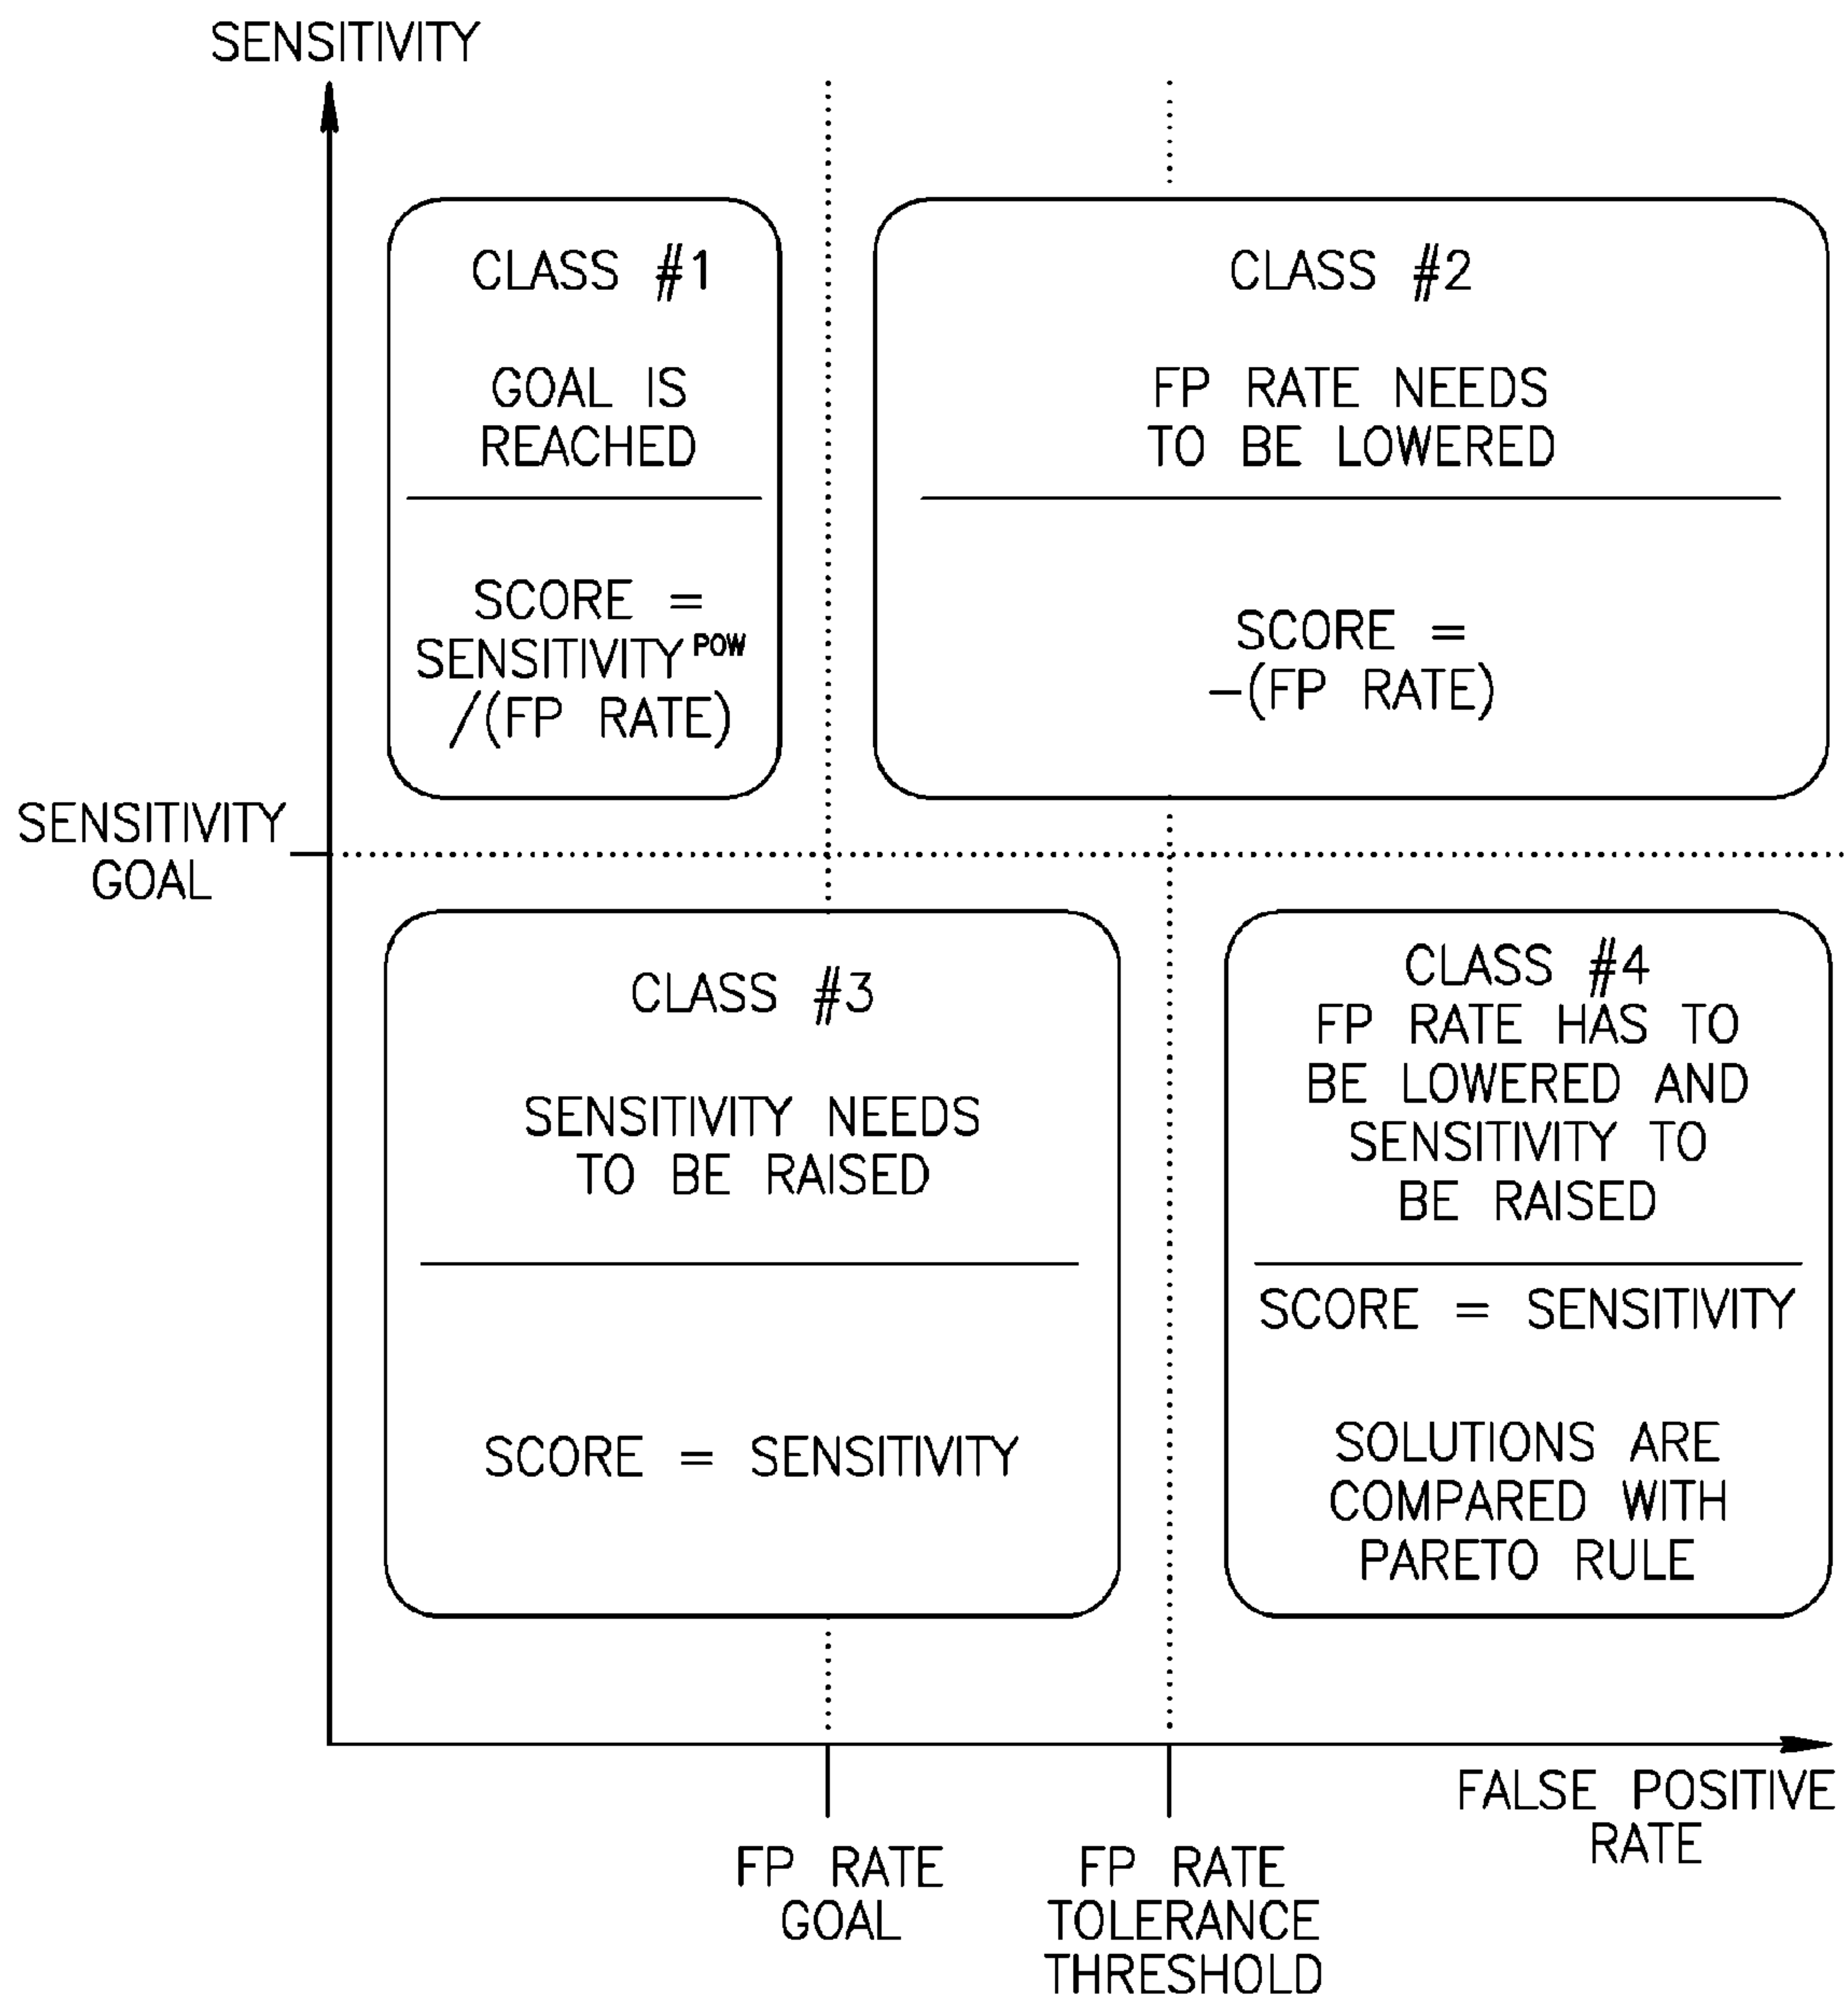 SENSITIVITY
CLASS #1
GOAL IS
REACHED
SCORE =
SENSITIVITY POW
/(FP RATE)
CLASS #2
FP RATE NEEDS
TO BE LOWERED
SCORE =
-(FP RATE)
SENSITIVITY
GOAL
CLASS #3
SENSITIVITY NEEDS
TO BE RAISED
SCORE = SENSITIVITY
CLASS #4
FP RATE HAS TO
BE LOWERED AND
SENSITIVITY TO
BE RAISED
SCORE = SENSITIVITY
SOLUTIONS ARE
COMPARED WITH
PARETO RULE
FALSE POSITIVE
RATE
FP RATE
GOAL
FP RATE
TOLERANCE
THRESHOLD